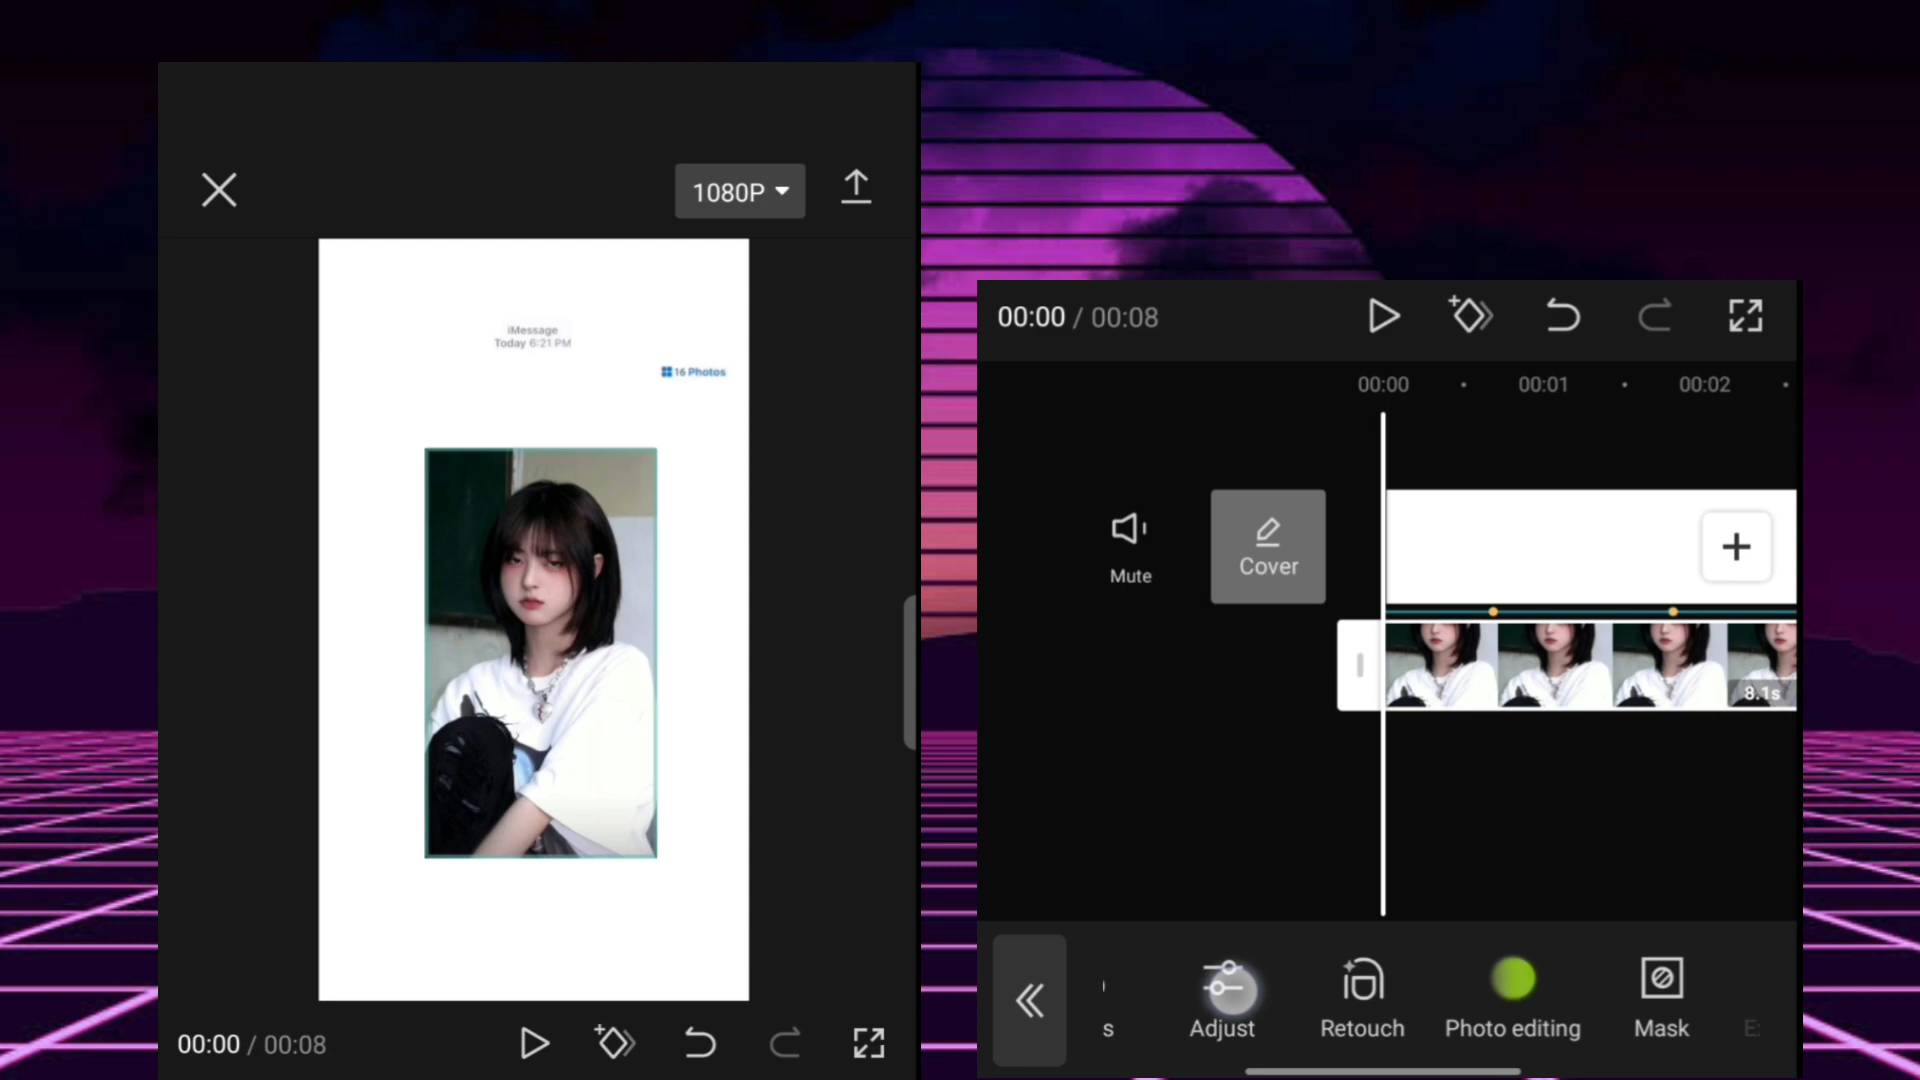 1080P
iMessage
Today 6:21 PM
16 Photos
00:00 / 00:08
00:00 / 00:08
00:00 00:01 00:02
Mute
Cover
8.1s
s
Adjust
Retouch
Photo editing
Mask